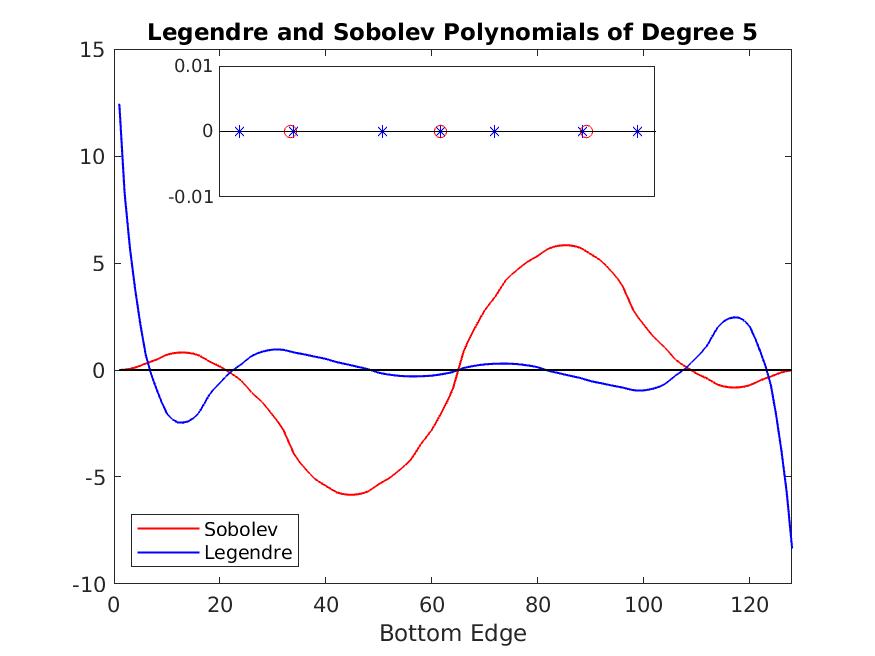 Legendre and Sobolev Polynomials of Degree 5
15
10
5
0
-5
-10
0.01
0
-0.01
Sobolev
Legendre
0 20 40 60 80 100 120
Bottom Edge